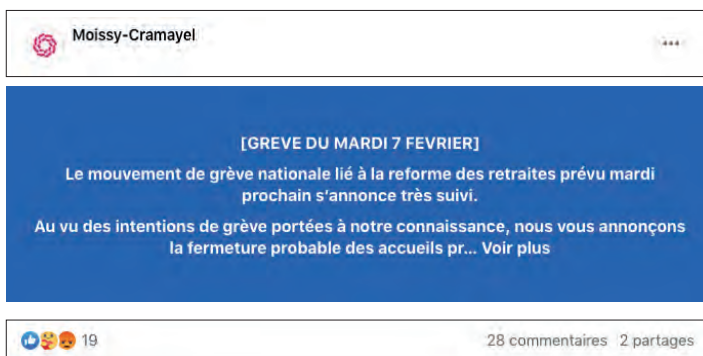 Moissy-Cramayel
[GREVE DU MARDI 7 FEVRIER]
Le mouvement de grève nationale lié à la reforme des retraites prévu mardi
prochain s'annonce très suivi.
Au vu des intentions de grève portées à notre connaissance, nous vous annonçons
la fermeture probable des accueils pr... Voir plus
19
28 commentaires 2 partages